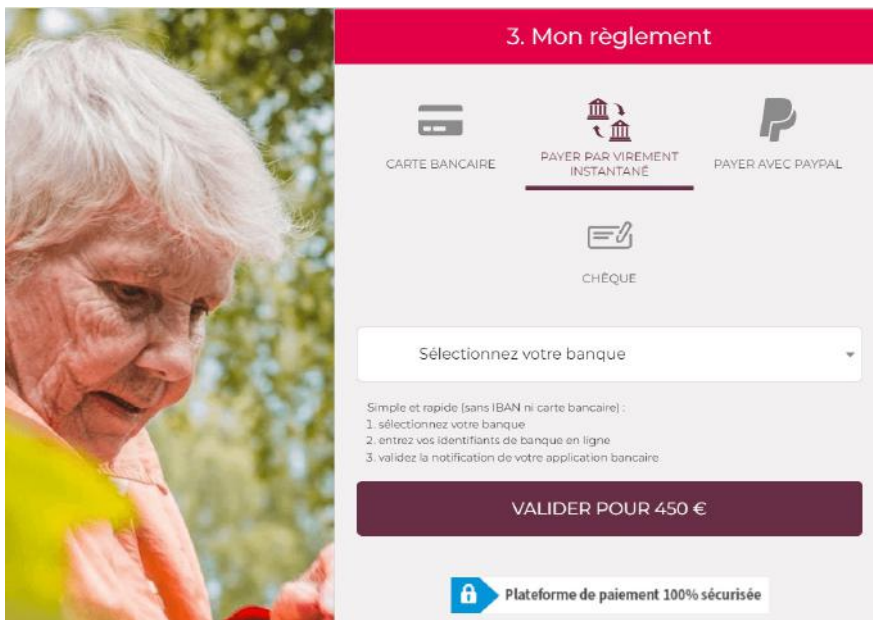 3. Mon règlement
CARTE BANCAIRE
PAYER PAR VIREMENT
INSTANTANÉ
PAYER AVEC PAYPAL
CHÈQUE
Sélectionnez votre banque
Simple et rapide (sans IBAN ni carte bancaire) :
1. sélectionnez votre banque
2. entrez vos identifiants de banque en ligne
3. validez la notification de votre application bancaire
VALIDER POUR 450 €
Plateforme de paiement 100% sécurisée